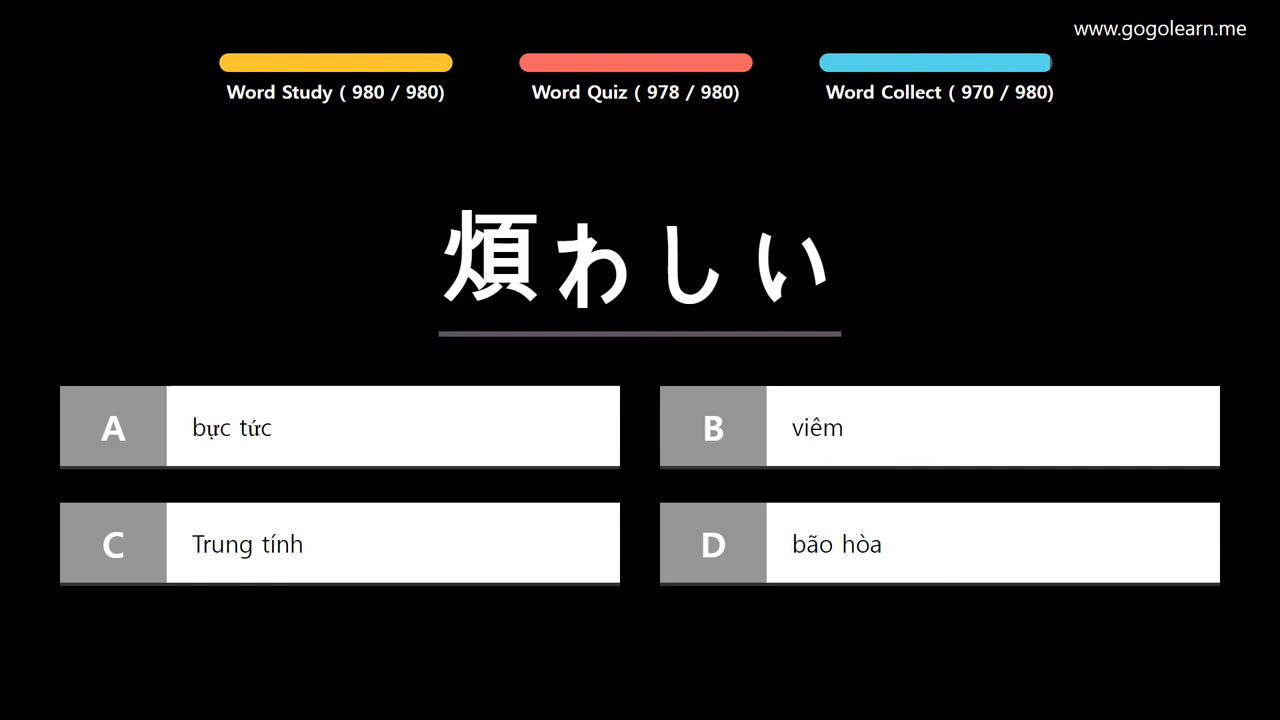 www.gogolearn.me
Word Study ( 980 / 980)
Word Quiz ( 978 / 980)
Word Collect ( 970 / 980)
煩わしい
A bực tức
B viêm
C Trung tính
D bão hòa